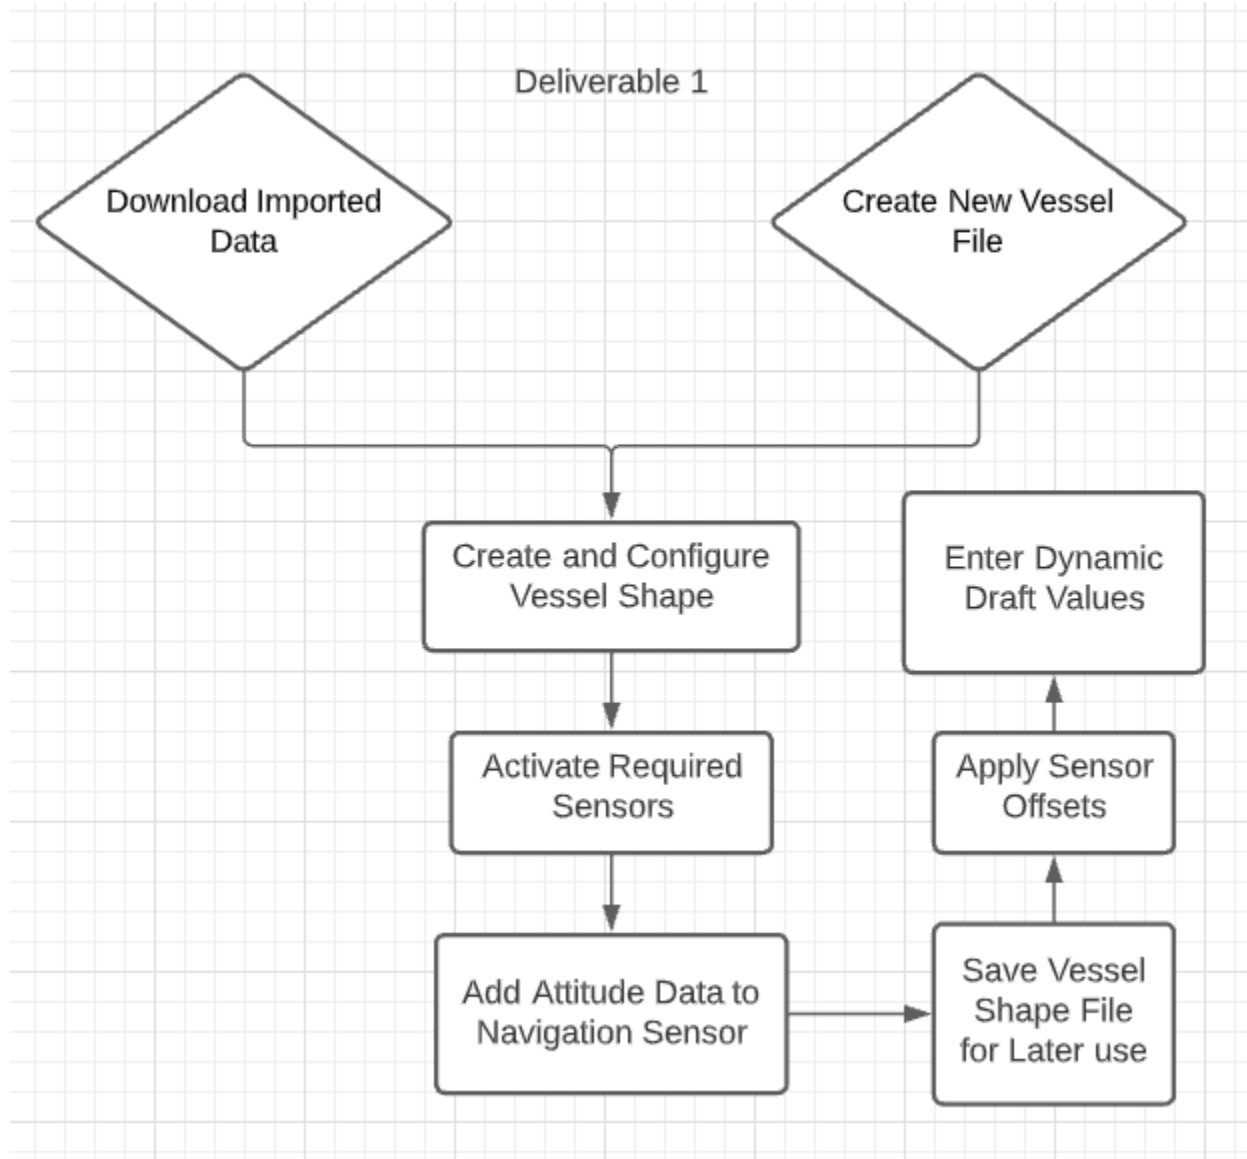 Deliverable 1
Download Imported
Data
Create New Vessel
File
Create and Configure
Vessel Shape
Activate Required
Sensors
Add Attitude Data to
Navigation Sensor
Save Vessel
Shape File
for Later use
Apply Sensor
Offsets
Enter Dynamic
Draft Values